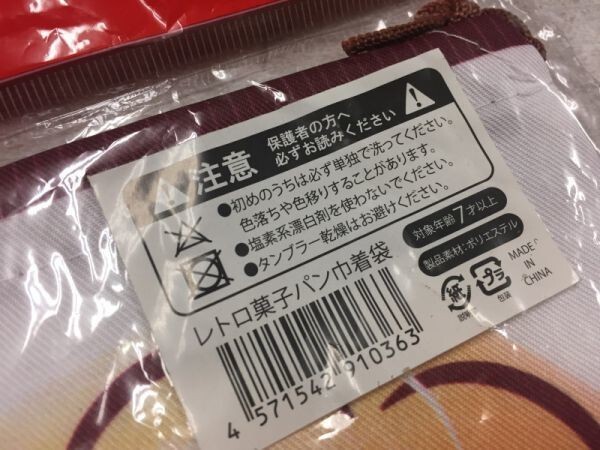 注意
保護者の方へ
必ずお読みください
●初めのうちは必ず単独で洗ってください。
色落ちや色移りすることがあります。
●塩素系漂白剤を使わないでください。
●タンブラー乾燥はお避けください。
対象年齢7才以上
製品素材:ポリエステル
レトロ菓子パン巾着袋
紙
プラ
包装
MADE
IN
CHINA
4 571542 910363